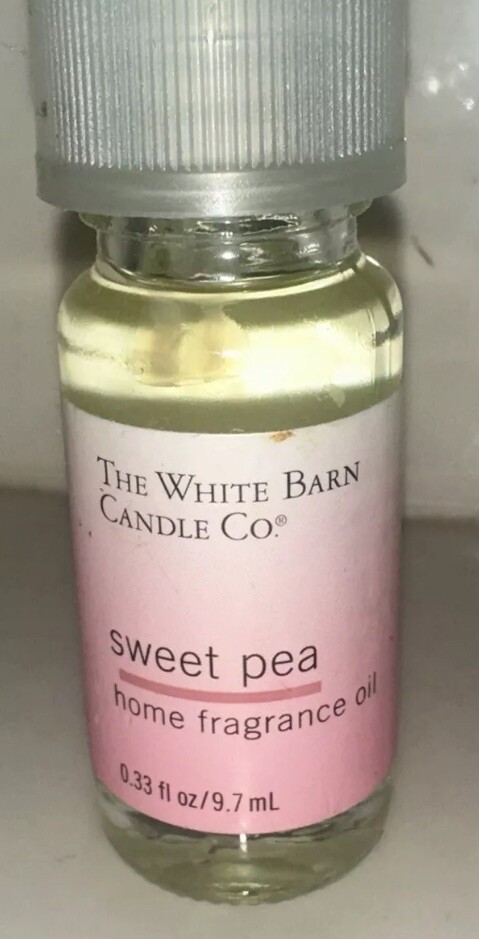 THE WHITE BARN
CANDLE CO.®
sweet pea
home fragrance oil
0.33 fl oz/9.7 mL